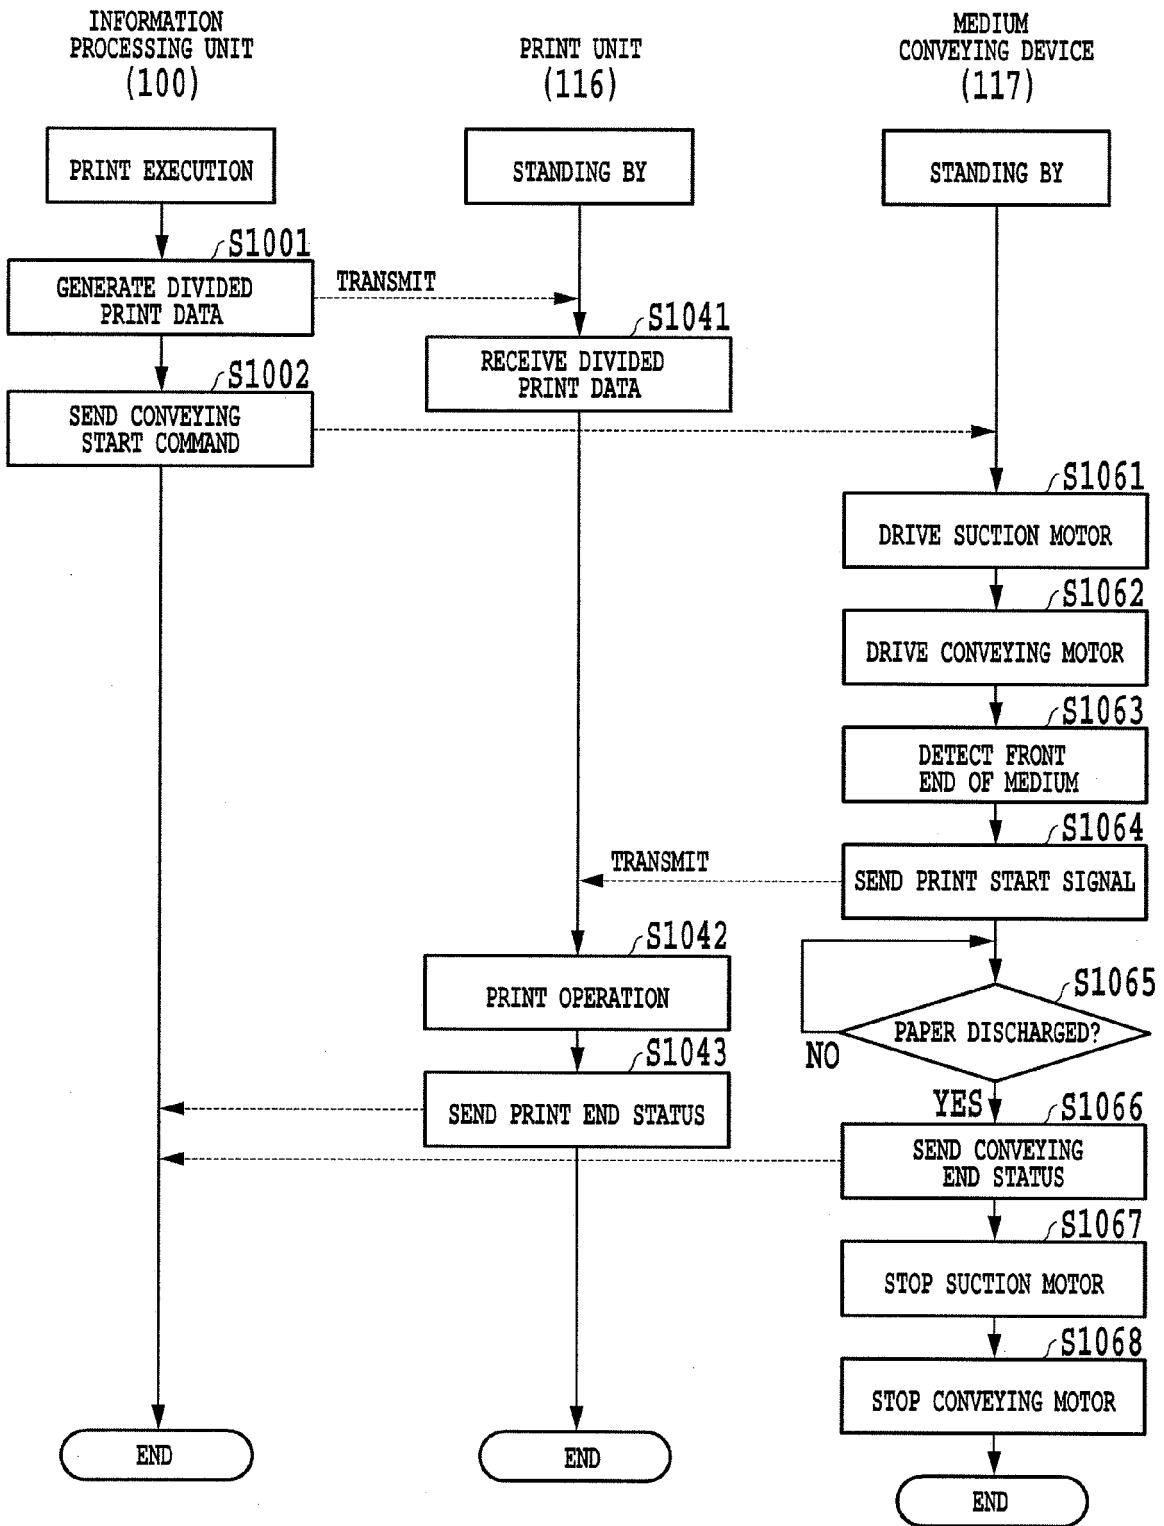 INFORMATION
PROCESSING UNIT
(100)
PRINT UNIT
(116)
MEDIUM
CONVEYING DEVICE
(117)
PRINT EXECUTION
STANDING BY
STANDING BY
S1001
GENERATE DIVIDED
PRINT DATA
TRANSMIT
S1041
RECEIVE DIVIDED
PRINT DATA
S1002
SEND CONVEYING
START COMMAND
S1061
DRIVE SUCTION MOTOR
S1062
DRIVE CONVEYING MOTOR
S1063
DETECT FRONT
END OF MEDIUM
S1064
TRANSMIT
SEND PRINT START SIGNAL
S1042
PRINT OPERATION
S1065
PAPER DISCHARGED?
NO
YES
S1043
SEND PRINT END STATUS
S1066
SEND CONVEYING
END STATUS
S1067
STOP SUCTION MOTOR
S1068
STOP CONVEYING MOTOR
END
END
END